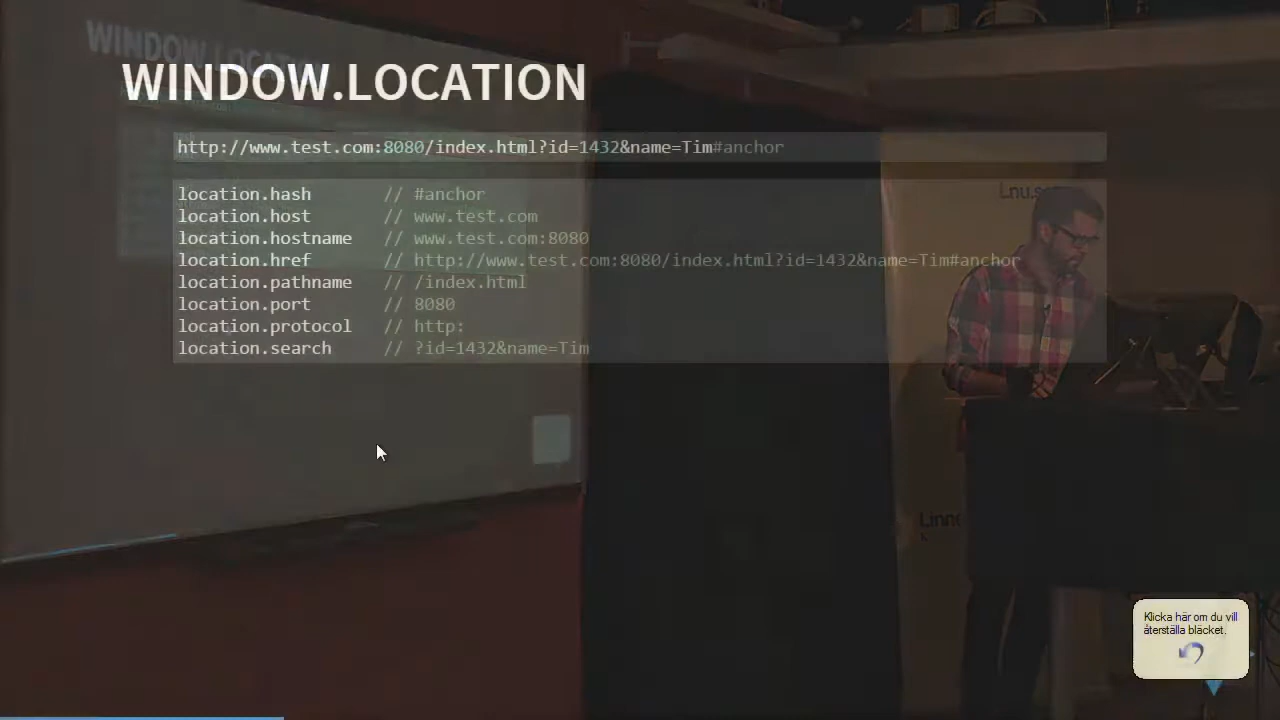 WINDOW.LOCATION
http://www.test.com:8080/index.html?id=1432&name=Tim#anchor
location.hash // #anchor
location.host // www.test.com
location.hostname // www.test.com:8080
location.href // http://www.test.com:8080/index.html?id=1432&name=Tim#anchor
location.pathname // /index.html
location.port // 8080
location.protocol // http:
location.search // ?id=1432&name=Tim
WINDOW.LOCATION
Klicka här om du vill
återställa bläcket.